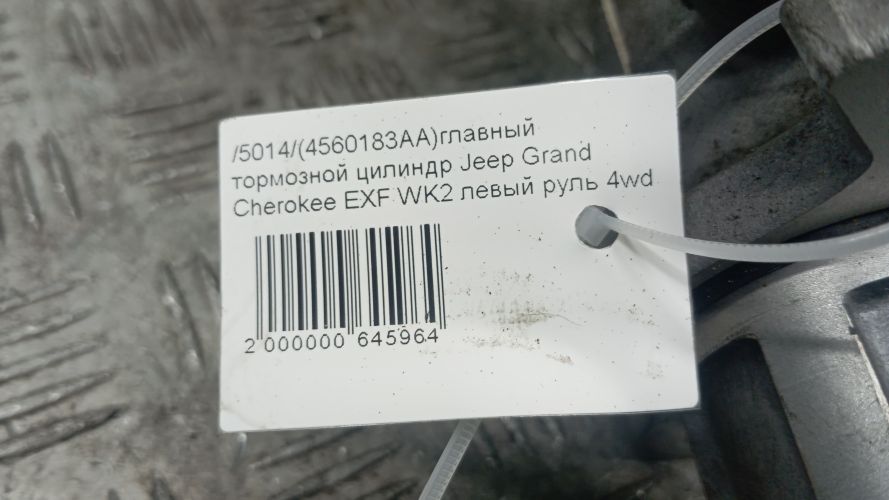 /5014/(4560183AA)главный
тормозной цилиндр Jeep Grand
Cherokee EXF WK2 левый руль 4wd
2 000000 645964